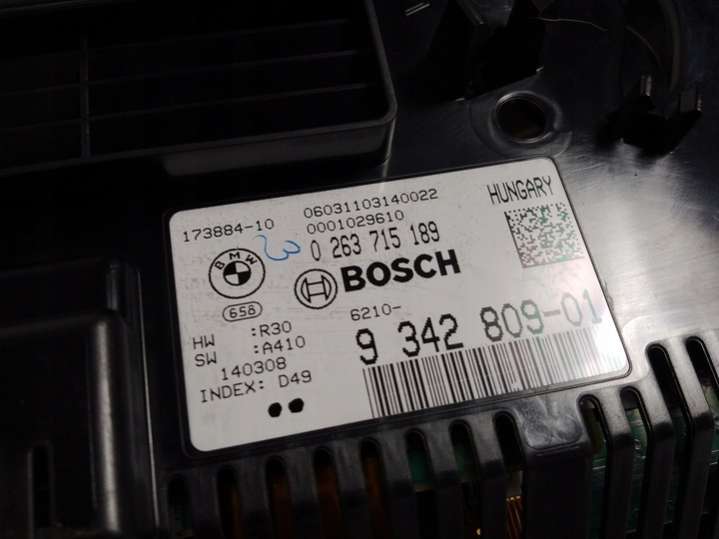 173884-10
06031103140022
0001029610
HUNGARY
0 263 715 189
BMW
BOSCH
658
6210-
9 342 809-01
HW :R30
SW :A410
140308
INDEX: D49